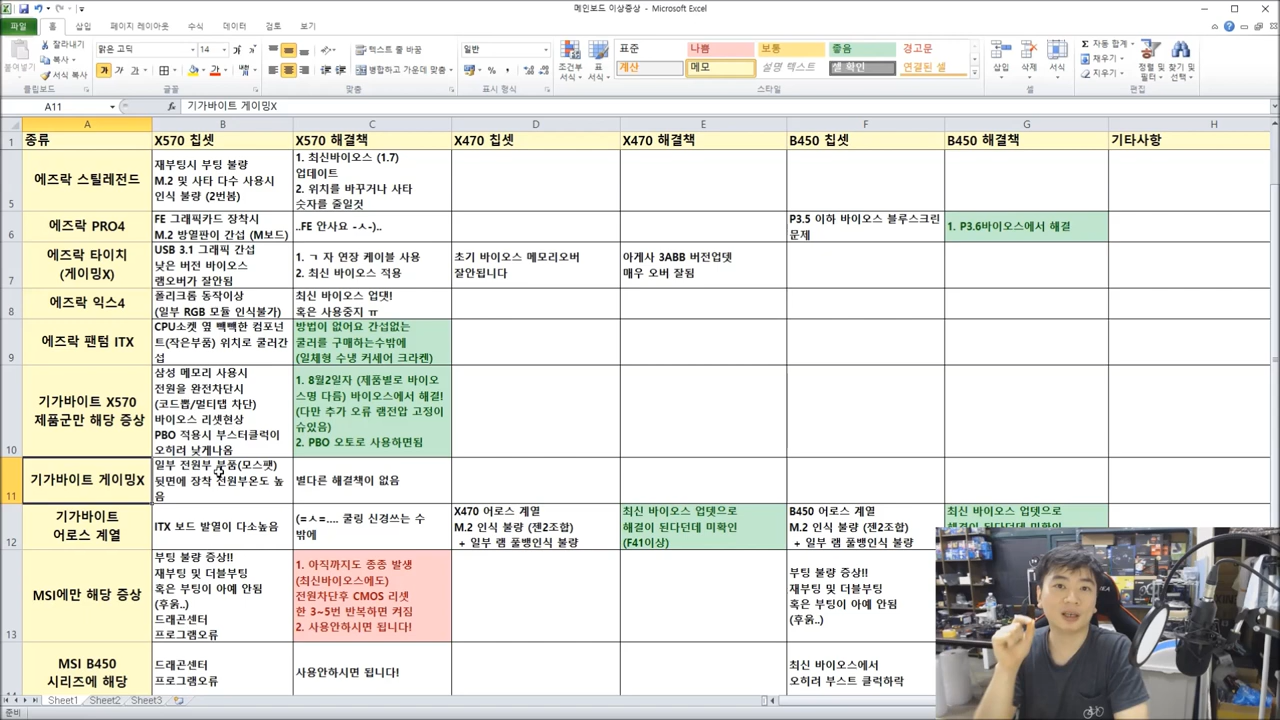 메인보드 이상증상 - Microsoft Excel
파일 홈 삽입 페이지 레이아웃 수식 데이터 검토 보기
잘라내기
복사
서식 복사
붙여넣기
클립보드
맑은 고딕 14
가 가 가
글꼴
텍스트 줄 바꿈
병합하고 가운데 맞춤
맞춤
일반
표시 형식
조건부 서식 표 서식
표준 나쁨 보통 좋음 경고문
계산 메모 설명 텍스트 셀 확인 연결된 셀
스타일
삽입 삭제 서식
셀
자동 합계
채우기
지우기
정렬 및 필터 찾기 및 선택
편집
A11 fx 기가바이트 게이밍X
A B C D E F G H
1 종류 X570 칩셋 X570 해결책 X470 칩셋 X470 해결책 B450 칩셋 B450 해결책 기타사항
5 에즈락 스틸레전드
재부팅시 부팅 불량
M.2 및 사타 다수 사용시
인식 불량 (2번봄)
1. 최신바이오스 (1.7)
업데이트
2. 위치를 바꾸거나 사타
숫자를 줄일것
6 에즈락 PRO4
FE 그래픽카드 장착시
M.2 방열판이 간섭 (M보드)
..FE 안사요 -ㅅ-)..
P3.5 이하 바이오스 블루스크린
문제
1. P3.6바이오스에서 해결
7 에즈락 타이치
(게이밍X)
USB 3.1 그래픽 간섭
낮은 버전 바이오스
램오버가 잘안됨
1. ㄱ 자 연장 케이블 사용
2. 최신 바이오스 적용
초기 바이오스 메모리오버
잘안됩니다
아게사 3ABB 버전업뎃
매우 오버 잘됨
8 에즈락 익스4
폴리크롬 동작이상
(일부 RGB 모듈 인식불가)
최신 바이오스 업뎃!
혹은 사용중지 ㅠ
9 에즈락 팬텀 ITX
CPU소켓 옆 빽빽한 컴포넌
트(작은부품) 위치로 쿨러간
섭
방법이 없어요 간섭없는
쿨러를 구매하는수밖에
(일체형 수냉 커세어 크라켄)
10 기가바이트 X570
제품군만 해당 증상
삼성 메모리 사용시
전원을 완전차단시
(코드뽑/멀티탭 차단)
바이오스 리셋현상
PBO 적용시 부스터클럭이
오히려 낮게나옴
1. 8월2일자 (제품별로 바이오
스명 다름) 바이오스에서 해결!
(다만 추가 오류 램전압 고정이
슈있음)
2. PBO 오토로 사용하면됨
11 기가바이트 게이밍X
일부 전원부 부품(모스펫)
뒷면에 장착 전원부온도 높
음
별다른 해결책이 없음
12 기가바이트
어로스 계열
ITX 보드 발열이 다소높음
(=ㅅ=.... 쿨링 신경쓰는 수
밖에
X470 어로스 계열
M.2 인식 불량 (젠2조합)
+ 일부 램 풀뱅인식 불량
최신 바이오스 업뎃으로
해결이 된다던데 미확인
(F41이상)
B450 어로스 계열
M.2 인식 불량 (젠2조합)
+ 일부 램 풀뱅인식 불량
최신 바이오스 업뎃으로
13 MSI에만 해당 증상
부팅 불량 증상!!
재부팅 및 더블부팅
혹은 부팅이 아예 안됨
(후욹..)
드래곤센터
프로그램오류
1. 아직까지도 종종 발생
(최신바이오스에도)
전원차단후 CMOS 리셋
한 3~5번 반복하면 켜짐
2. 사용안하시면 됩니다!
부팅 불량 증상!!
재부팅 및 더블부팅
혹은 부팅이 아예 안됨
(후욹..)
MSI B450
시리즈에 해당
드래곤센터
프로그램오류
사용안하시면 됩니다!
최신 바이오스에서
오히려 부스트 클럭하락
Sheet1 Sheet2 Sheet3
준비